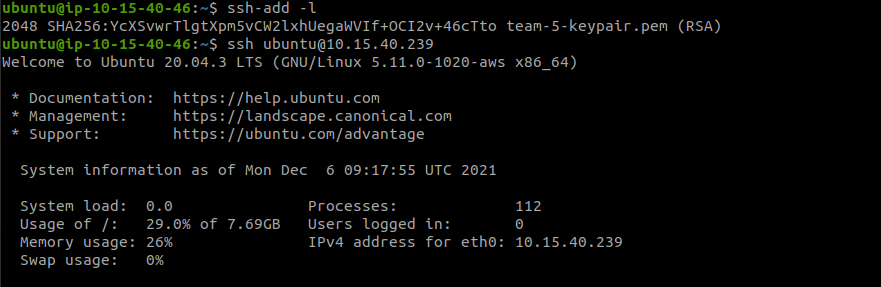 ubuntu@ip-10-15-40-46:~$ ssh-add -l
2048 SHA256:YcXSvwrTlgtXpm5vCW2lxhUegaWVIf+OCI2v+46cTto team-5-keypair.pem (RSA)
ubuntu@ip-10-15-40-46:~$ ssh ubuntu@10.15.40.239
Welcome to Ubuntu 20.04.3 LTS (GNU/Linux 5.11.0-1020-aws x86_64)

 * Documentation:  https://help.ubuntu.com
 * Management:     https://landscape.canonical.com
 * Support:        https://ubuntu.com/advantage

  System information as of Mon Dec  6 09:17:55 UTC 2021

  System load:  0.0               Processes:             112
  Usage of /:   29.0% of 7.69GB   Users logged in:       0
  Memory usage: 26%               IPv4 address for eth0: 10.15.40.239
  Swap usage:   0%